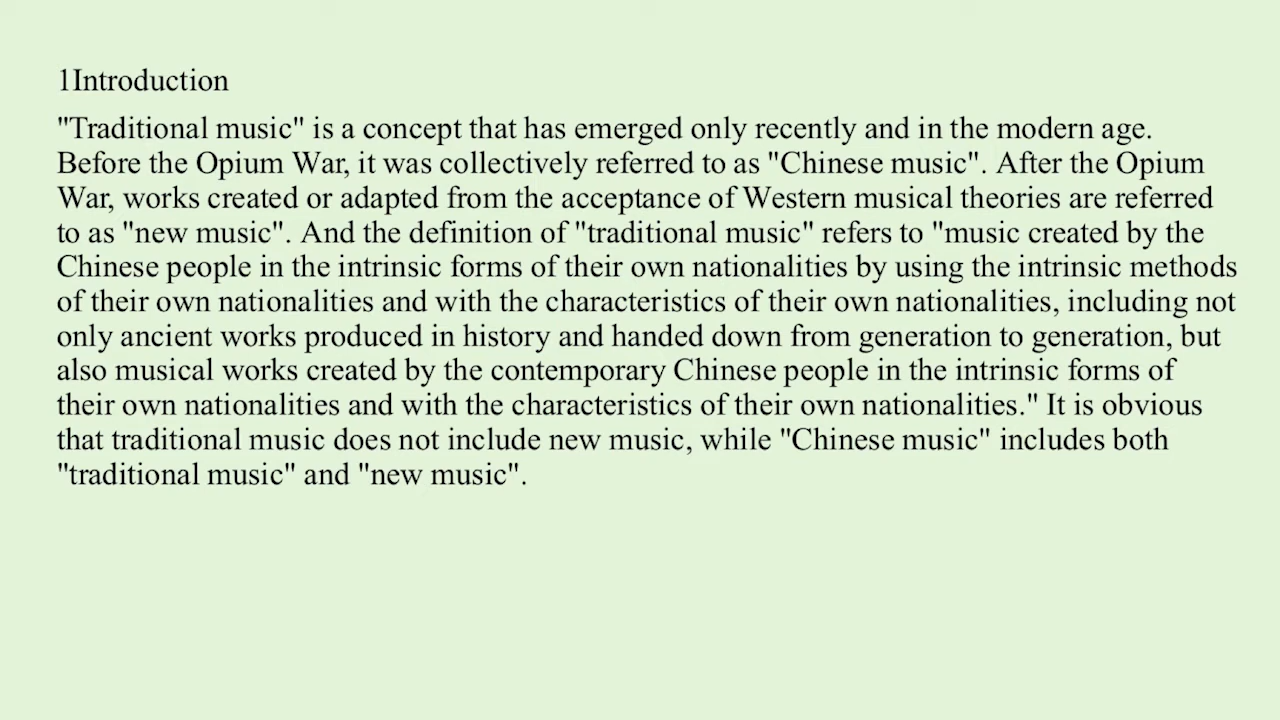 1Introduction
"Traditional music" is a concept that has emerged only recently and in the modern age.
Before the Opium War, it was collectively referred to as "Chinese music". After the Opium
War, works created or adapted from the acceptance of Western musical theories are referred
to as "new music". And the definition of "traditional music" refers to "music created by the
Chinese people in the intrinsic forms of their own nationalities by using the intrinsic methods
of their own nationalities and with the characteristics of their own nationalities, including not
only ancient works produced in history and handed down from generation to generation, but
also musical works created by the contemporary Chinese people in the intrinsic forms of
their own nationalities and with the characteristics of their own nationalities." It is obvious
that traditional music does not include new music, while "Chinese music" includes both
"traditional music" and "new music".